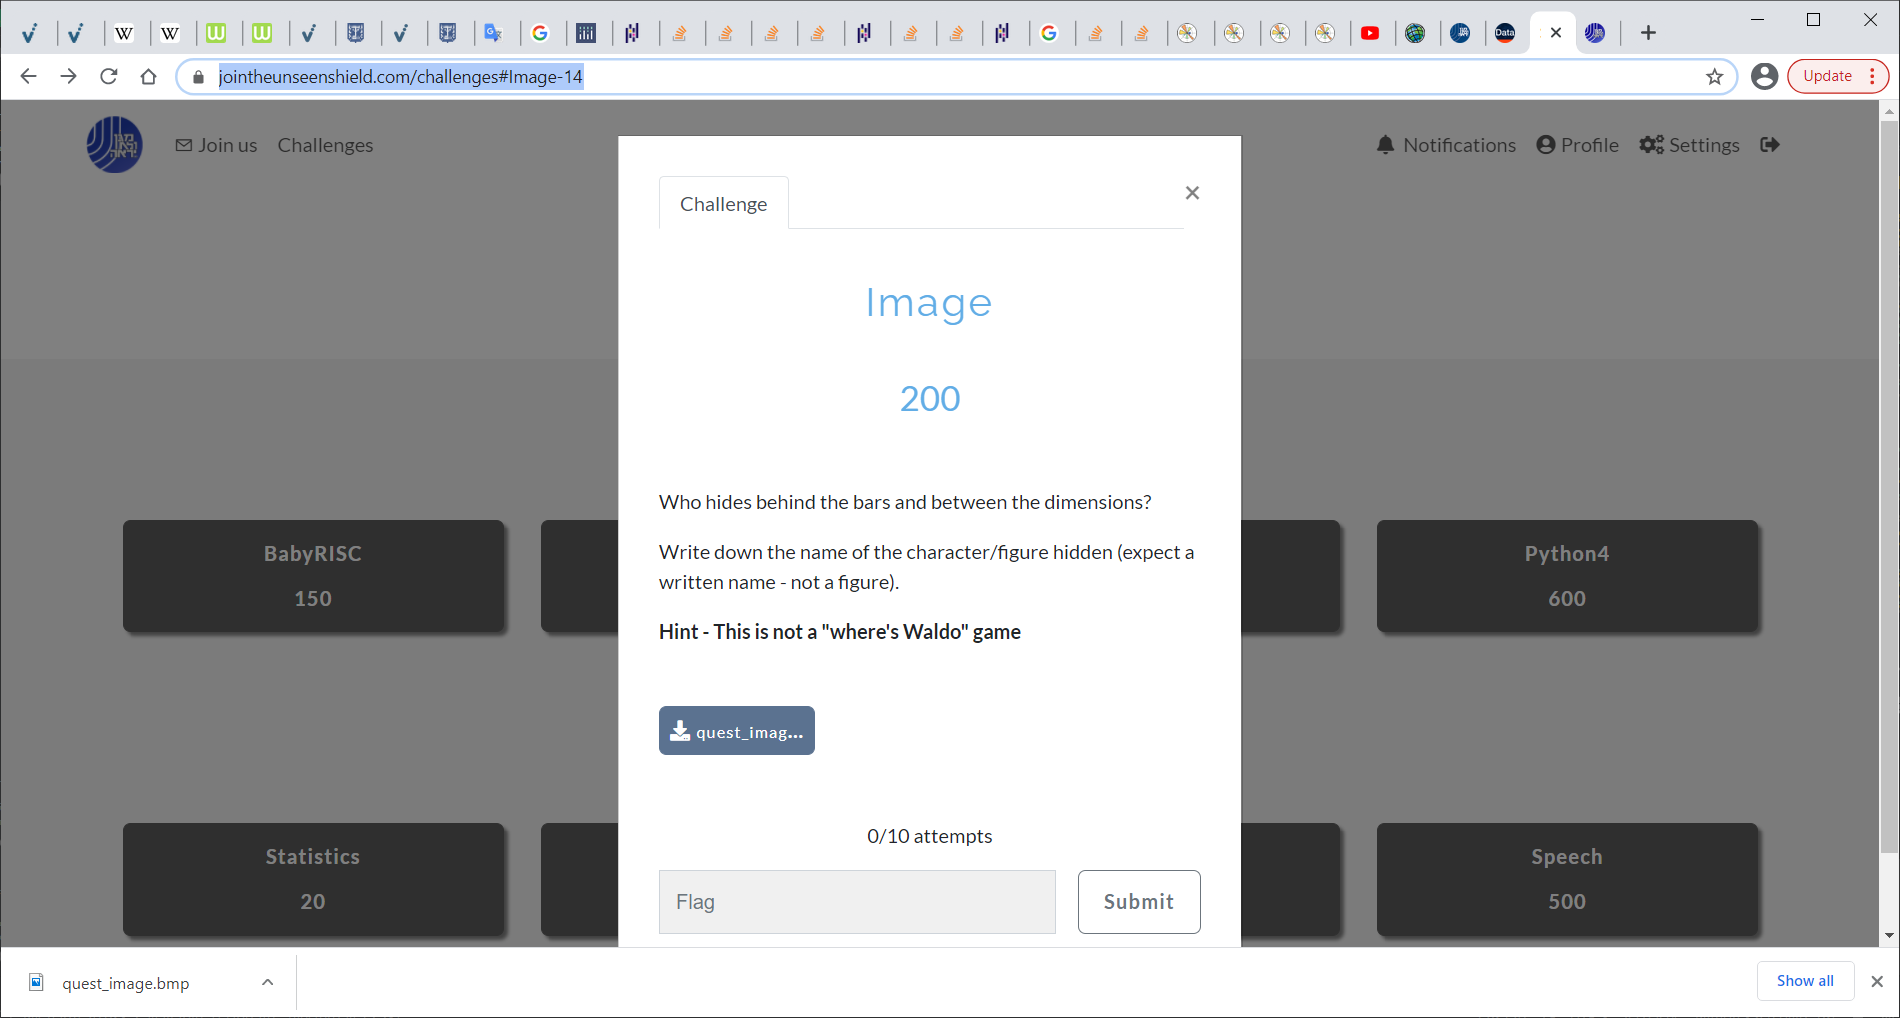 Data
jointheunseenshield.com/challenges#Image-14
Update
Join us
Challenges
Notifications
Profile
Settings
Challenge
×
Image
200
Who hides behind the bars and between the dimensions?
Write down the name of the character/figure hidden (expect a
written name - not a figure).
Hint - This is not a "where's Waldo" game
quest_imag...
0/10 attempts
Flag
Submit
BabyRISC
150
Python4
600
Statistics
20
Speech
500
quest_image.bmp
Show all